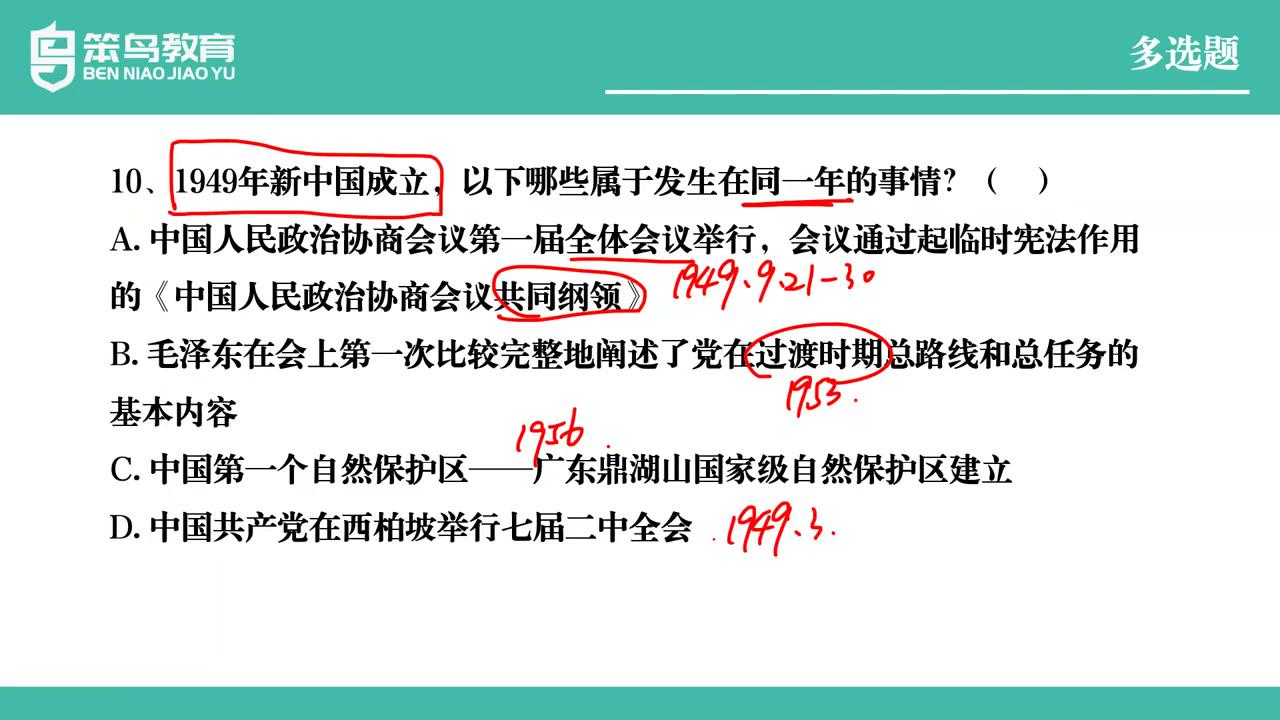 笨鸟教育
BEN NIAO JIAO YU
多选题
10、1949年新中国成立，以下哪些属于发生在同一年的事情？（ ）
A. 中国人民政治协商会议第一届全体会议举行，会议通过起临时宪法作用
的《中国人民政治协商会议共同纲领》
1949、9.21-30
B. 毛泽东在会上第一次比较完整地阐述了党在过渡时期总路线和总任务的
1953.
基本内容
1956
C. 中国第一个自然保护区——广东鼎湖山国家级自然保护区建立
D. 中国共产党在西柏坡举行七届二中全会 1949、3.